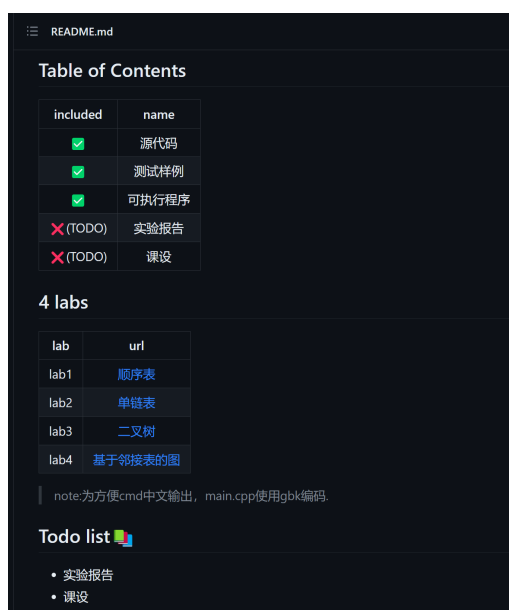 README.md
Table of Contents
included name
✅ 源代码
✅ 测试样例
✅ 可执行程序
❌(TODO) 实验报告
❌(TODO) 课设
4 labs
lab url
lab1 顺序表
lab2 单链表
lab3 二叉树
lab4 基于邻接表的图
note:为方便cmd中文输出，main.cpp使用gbk编码.
Todo list
• 实验报告
• 课设